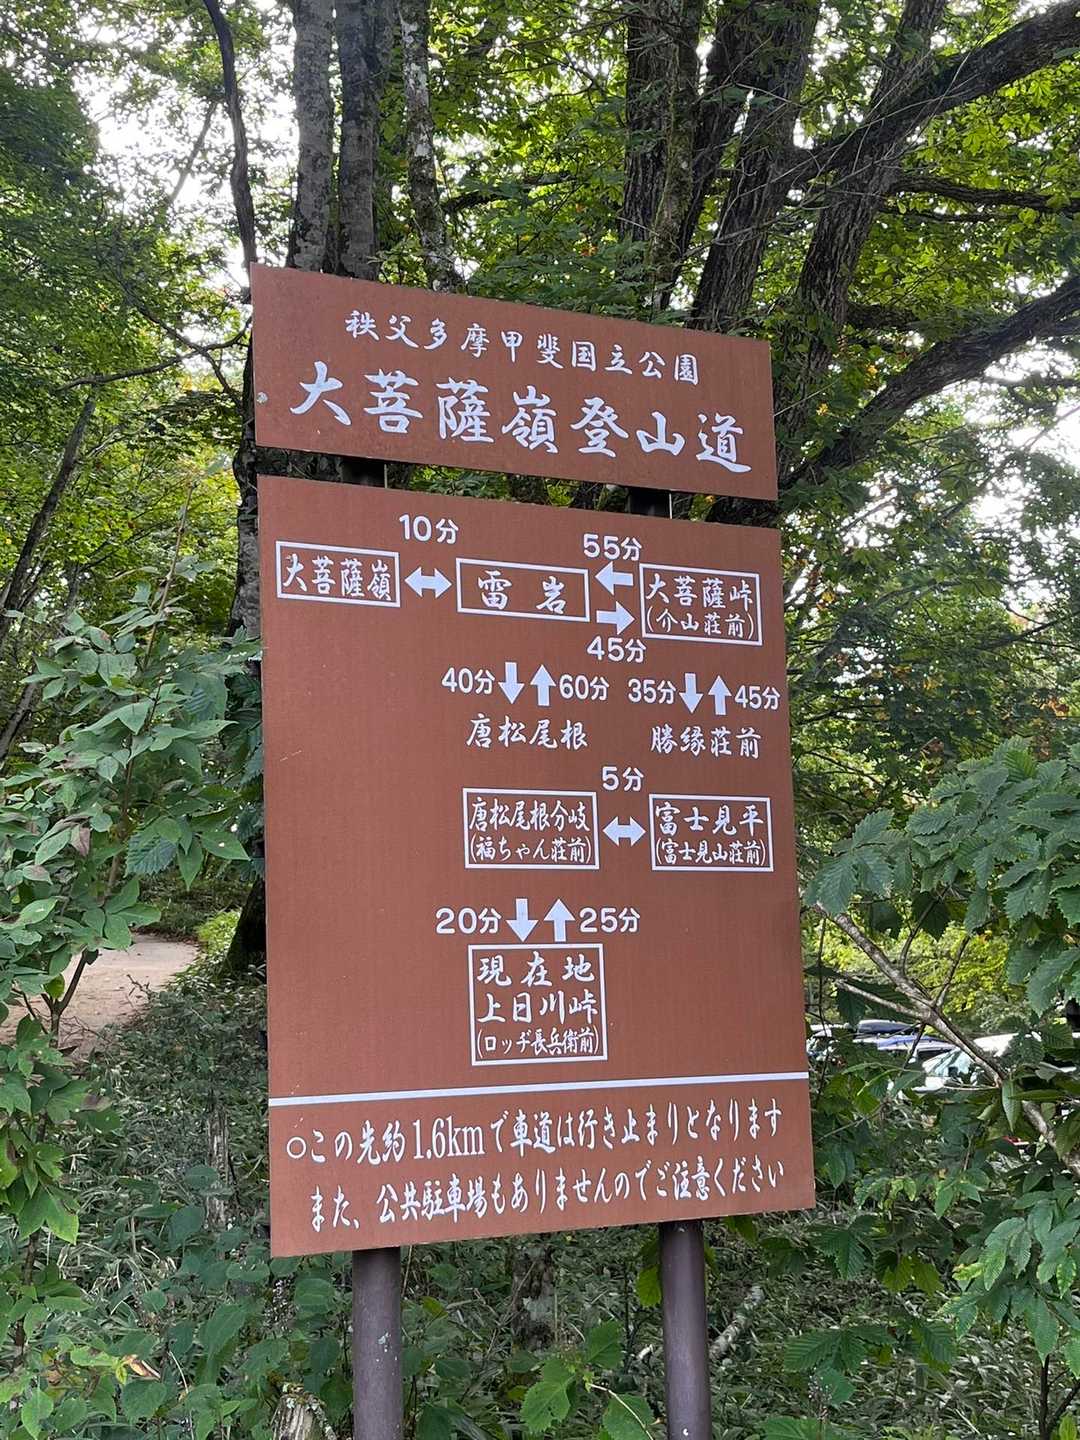 秩父多摩甲斐国立公園
大菩薩嶺登山道
10分
55分
大菩薩嶺
雷岩
大菩薩峠
(介山荘前)
45分
40分
60分
35分
45分
唐松尾根
勝縁荘前
5分
唐松尾根分岐
(福ちゃん荘前)
富士見平
(富士見山荘前)
20分
25分
現在地
上日川峠
(ロッヂ長兵衛前)
○この先約1.6kmで車道は行き止まりとなります
また、公共駐車場もありませんのでご注意ください